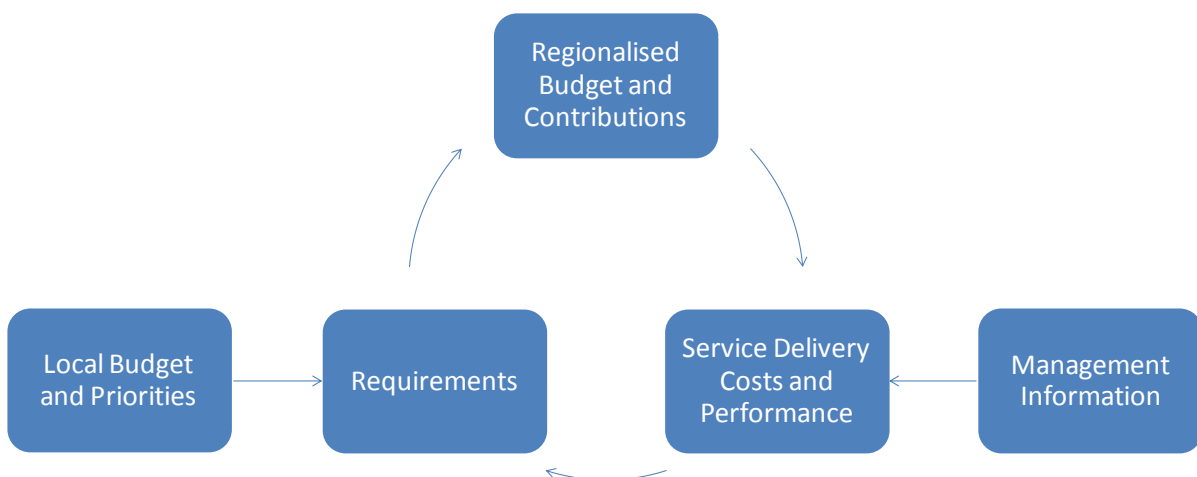 Regionalised
Budget and
Contributions
Local Budget
and Priorities
Requirements
Service Delivery
Costs and
Performance
Management
Information